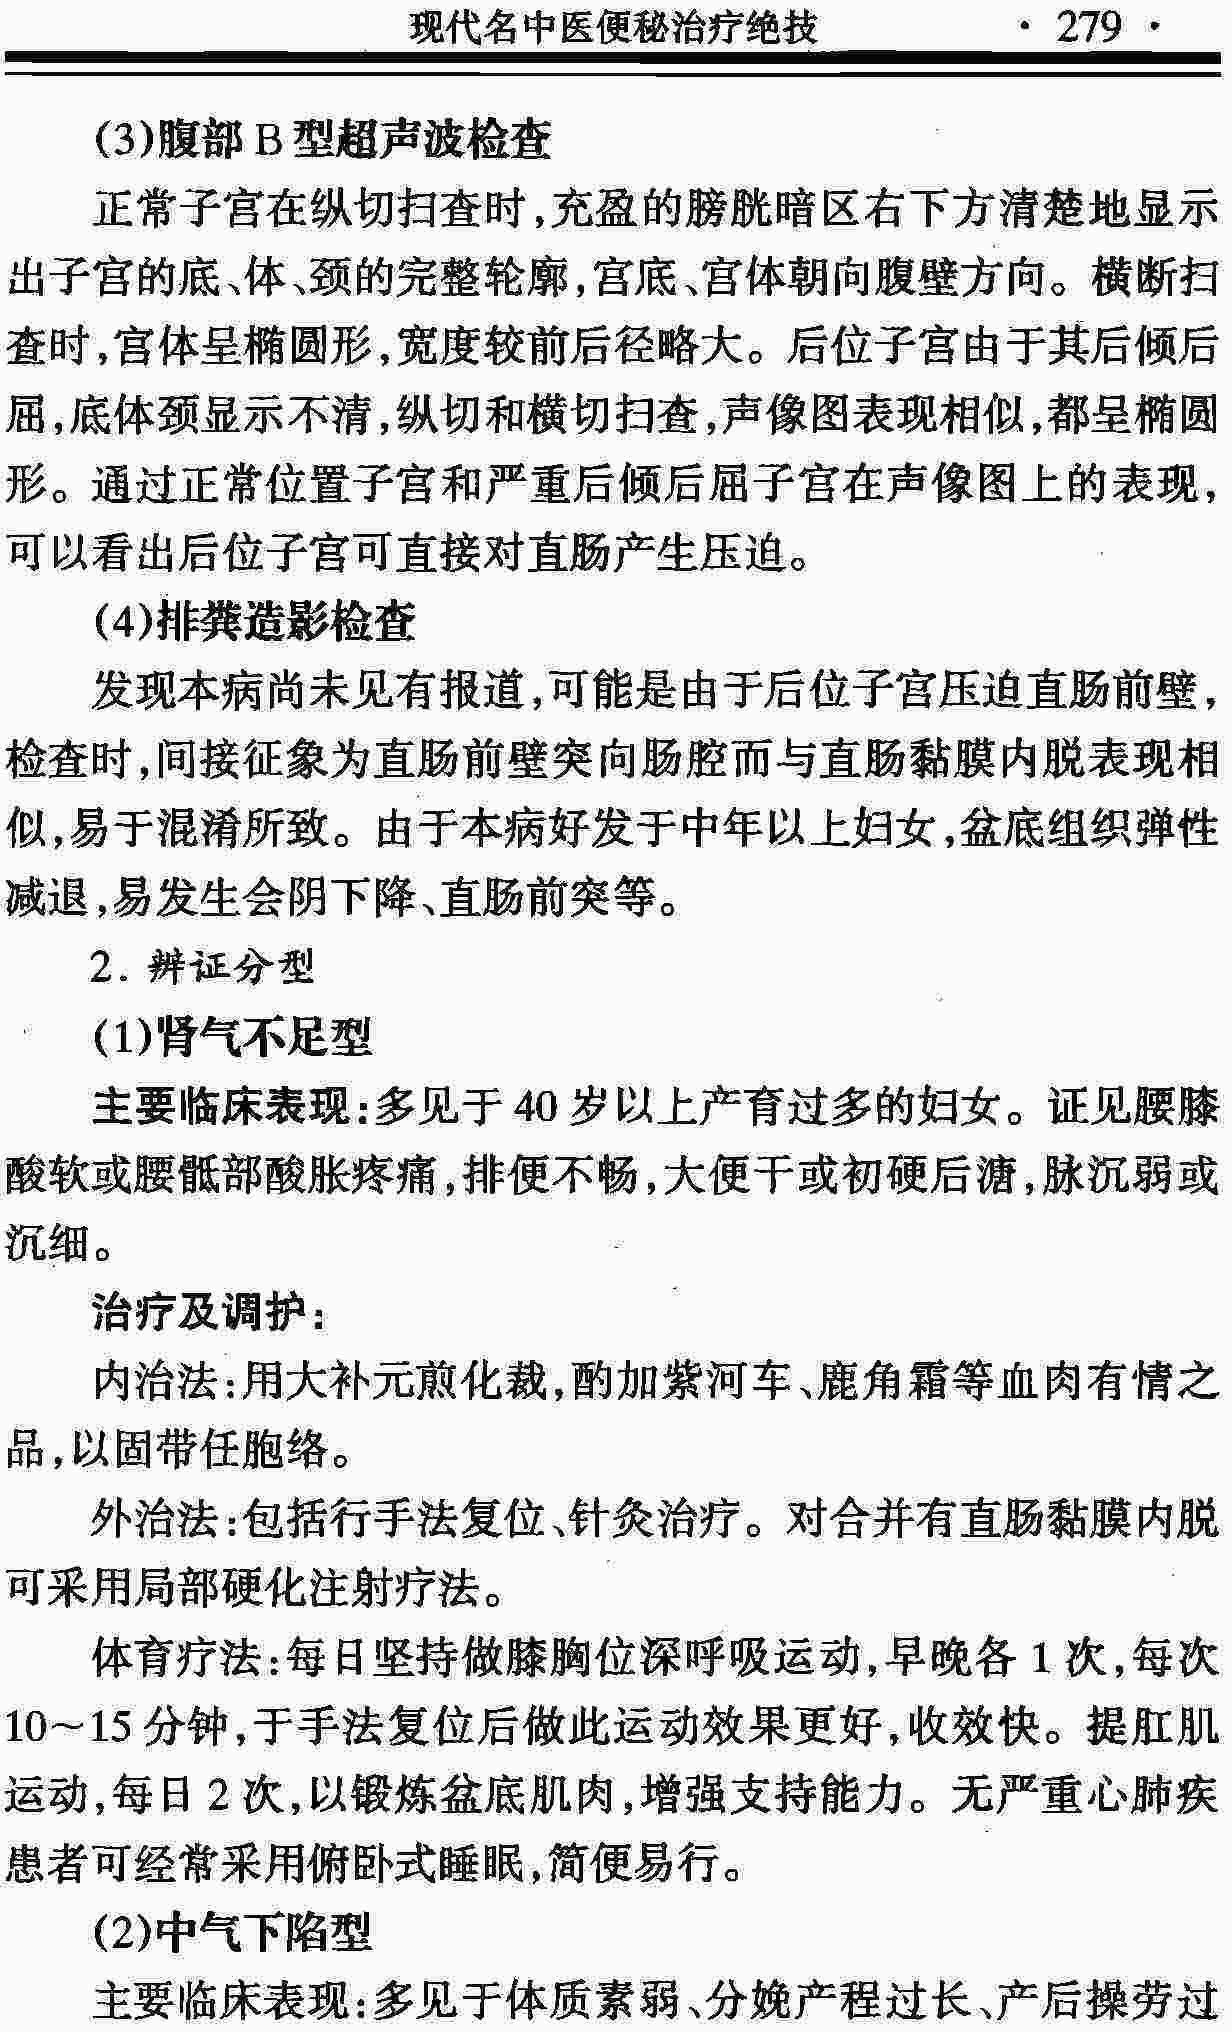 现代名中医便秘治疗绝技 · 279 ·
(3)腹部 B 型超声波检查
正常子宫在纵切扫查时,充盈的膀胱暗区右下方清楚地显示
出子宫的底、体、颈的完整轮廓,宫底、宫体朝向腹壁方向。横断扫
查时,宫体呈椭圆形,宽度较前后径略大。后位子宫由于其后倾后
屈,底体颈显示不清,纵切和横切扫查,声像图表现相似,都呈椭圆
形。通过正常位置子宫和严重后倾后屈子宫在声像图上的表现,
可以看出后位子宫可直接对直肠产生压迫。
(4)排粪造影检查
发现本病尚未见有报道,可能是由于后位子宫压迫直肠前壁,
检查时,间接征象为直肠前壁突向肠腔而与直肠黏膜内脱表现相
似,易于混淆所致。由于本病好发于中年以上妇女,盆底组织弹性
减退,易发生会阴下降、直肠前突等。
2. 辨证分型
(1)肾气不足型
主要临床表现:多见于 40 岁以上产育过多的妇女。证见腰膝
酸软或腰骶部酸胀疼痛,排便不畅,大便干或初硬后溏,脉沉弱或
沉细。
治疗及调护:
内治法:用大补元煎化裁,酌加紫河车、鹿角霜等血肉有情之
品,以固带任胞络。
外治法:包括行手法复位、针灸治疗。对合并有直肠黏膜内脱
可采用局部硬化注射疗法。
体育疗法:每日坚持做膝胸位深呼吸运动,早晚各 1 次,每次
10～15 分钟,于手法复位后做此运动效果更好,收效快。提肛肌
运动,每日 2 次,以锻炼盆底肌肉,增强支持能力。无严重心肺疾
患者可经常采用俯卧式睡眠,简便易行。
(2)中气下陷型
主要临床表现:多见于体质素弱、分娩产程过长、产后操劳过